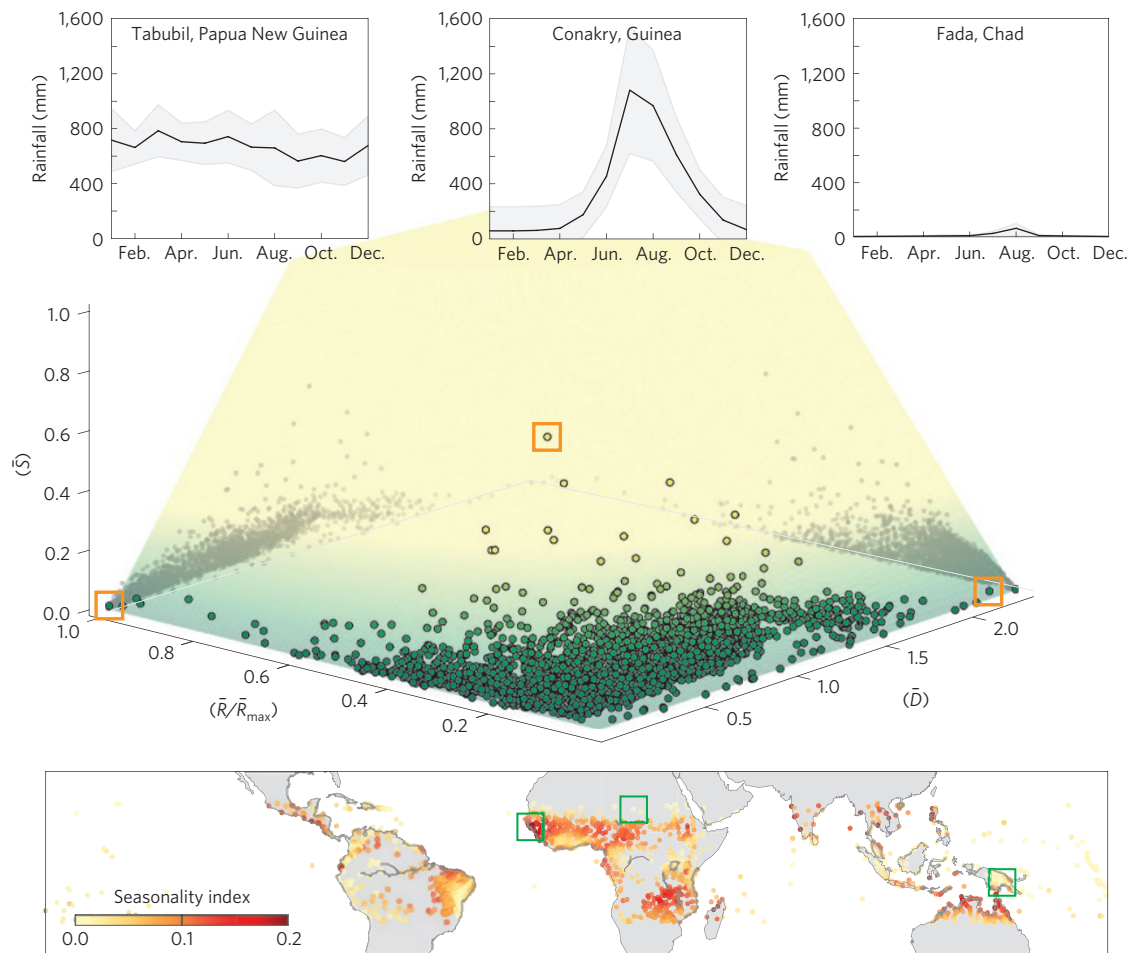 Tabubil, Papua New Guinea
Rainfall (mm)
1,600
1,200
800
400
0
Feb. Apr. Jun. Aug. Oct. Dec.
Conakry, Guinea
Rainfall (mm)
1,600
1,200
800
400
0
Feb. Apr. Jun. Aug. Oct. Dec.
Fada, Chad
Rainfall (mm)
1,600
1,200
800
400
0
Feb. Apr. Jun. Aug. Oct. Dec.
(S̄)
1.0
0.8
0.6
0.4
0.2
0.0
1.0
0.8
0.6
0.4
0.2
(R̄/R̄max)
0.5
1.0
1.5
2.0
(D̄)
Seasonality index
0.0 0.1 0.2